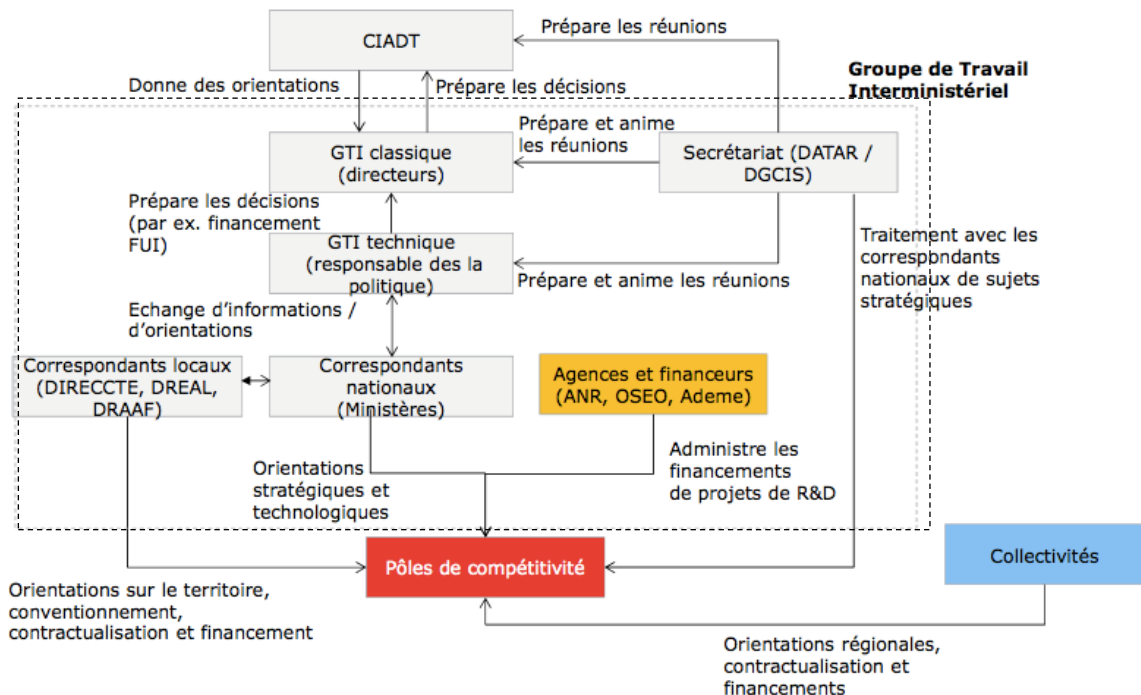 Prépare les réunions
CIADT
Groupe de Travail
Interministériel
Donne des orientations
Prépare les décisions
Prépare et anime
les réunions
GTI classique
(directeurs)
Secrétariat (DATAR /
DGCIS)
Prépare les décisions
(par ex. financement
FUI)
GTI technique
(responsable des la
politique)
Prépare et anime les réunions
Traitement avec les
correspondants
nationaux de sujets
stratégiques
Echange d'informations /
d'orientations
Correspondants locaux
(DIRECCTE, DREAL,
DRAAF)
Correspondants
nationaux
(Ministères)
Agences et financeurs
(ANR, OSEO, Ademe)
Orientations
stratégiques et
technologiques
Administre les
financements
de projets de R&D
Pôles de compétitivité
Collectivités
Orientations sur le territoire,
conventionnement,
contractualisation et financement
Orientations régionales,
contractualisation et
financements